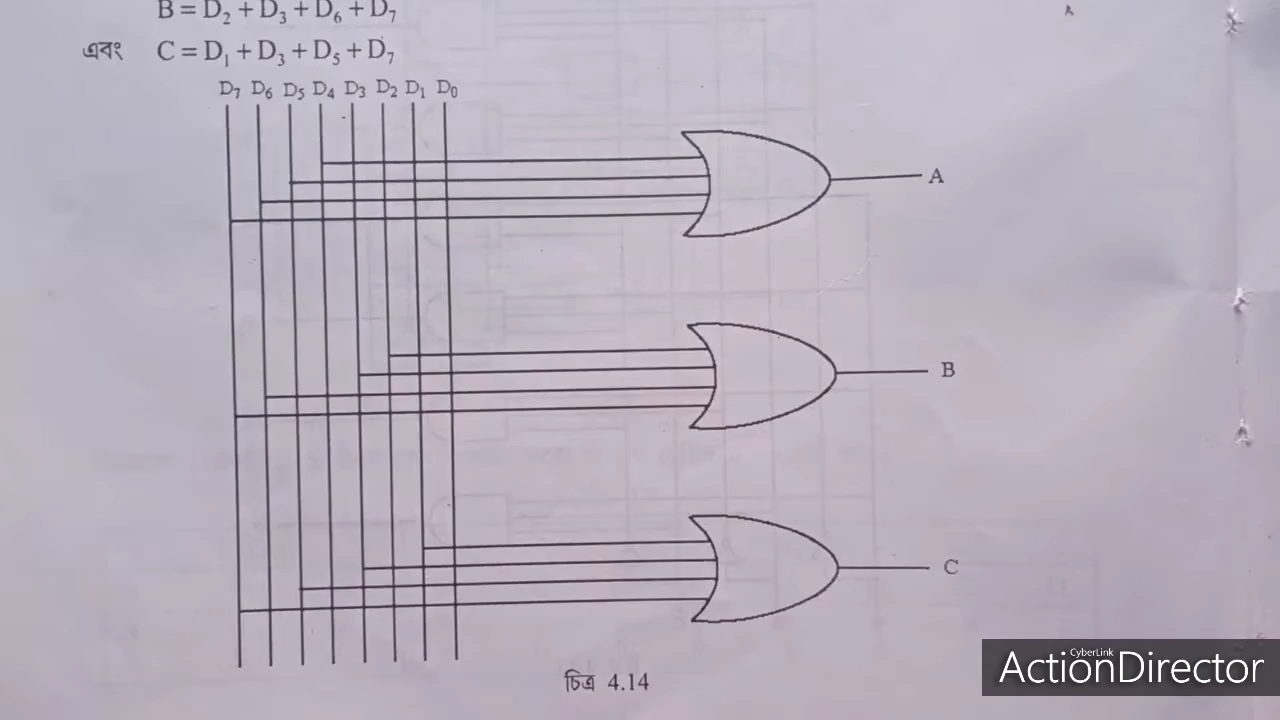 B = D₂ + D₃ + D₆ + D₇
এবং C = D₁ + D₃ + D₅ + D₇
D₇ D₆ D₅ D₄ D₃ D₂ D₁ D₀
A
B
C
চিত্র 4.14
CyberLink
ActionDirector